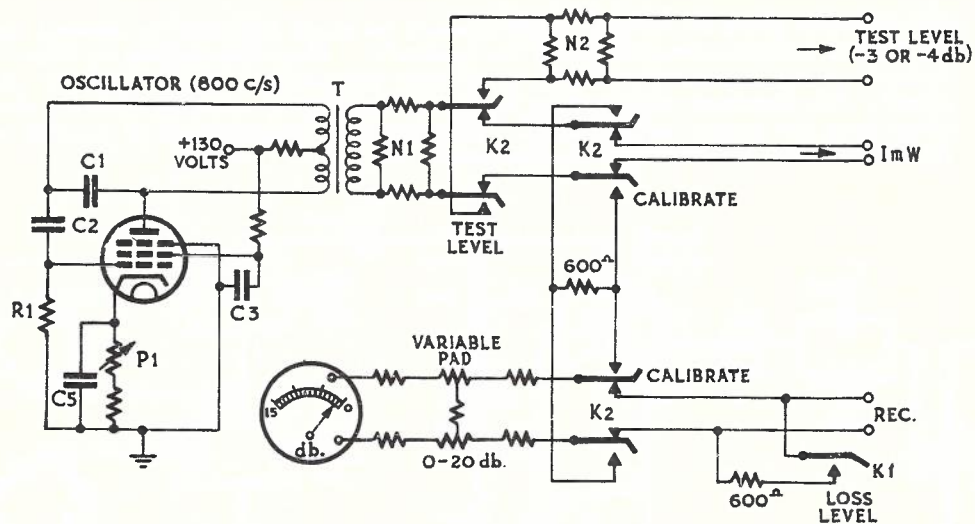 OSCILLATOR (800 c/s)
T
N2
TEST LEVEL
(-3 OR -4db)
+130
VOLTS
N1
K2
K2
ImW
C1
C2
CALIBRATE
TEST
LEVEL
600Ω
R1
C3
P1
C5
VARIABLE
PAD
CALIBRATE
15
0
db.
K2
REC.
0-20 db.
600Ω
K1
LOSS
LEVEL